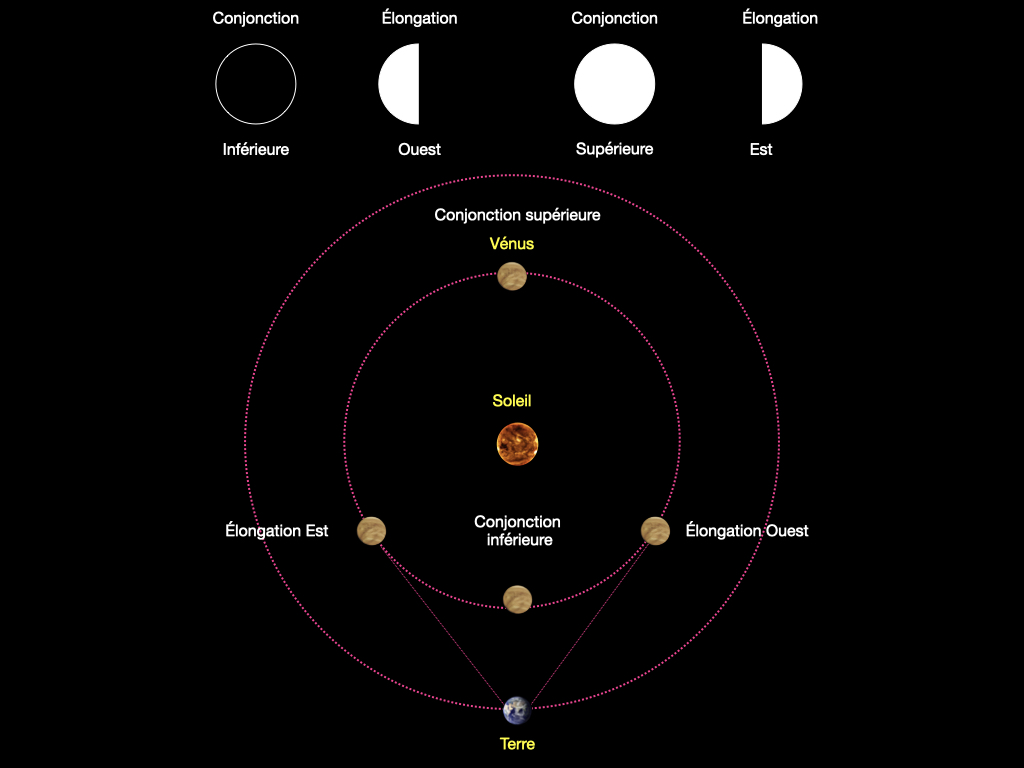 Conjonction
Élongation
Conjonction
Élongation
Inférieure
Ouest
Supérieure
Est
Conjonction supérieure
Vénus
Soleil
Conjonction
inférieure
Élongation Est
Élongation Ouest
Terre